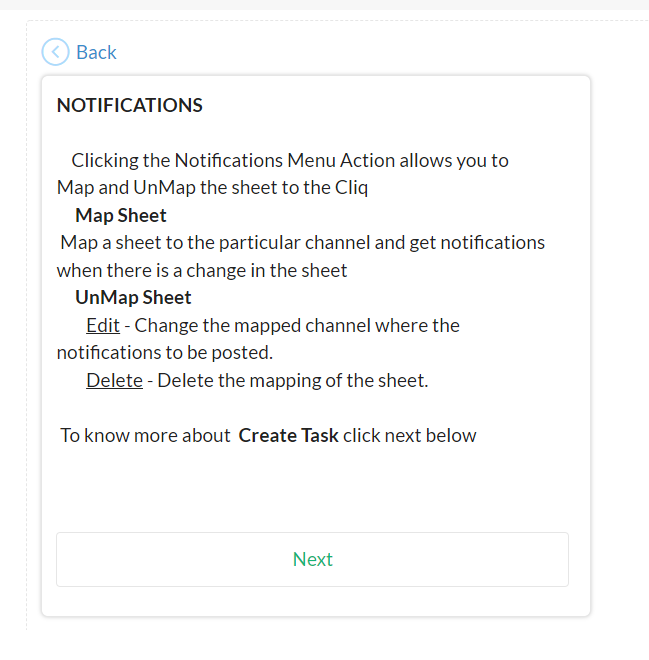 Back
NOTIFICATIONS
Clicking the Notifications Menu Action allows you to
Map and UnMap the sheet to the Cliq
Map Sheet
Map a sheet to the particular channel and get notifications
when there is a change in the sheet
UnMap Sheet
Edit - Change the mapped channel where the
notifications to be posted.
Delete - Delete the mapping of the sheet.
To know more about Create Task click next below
Next